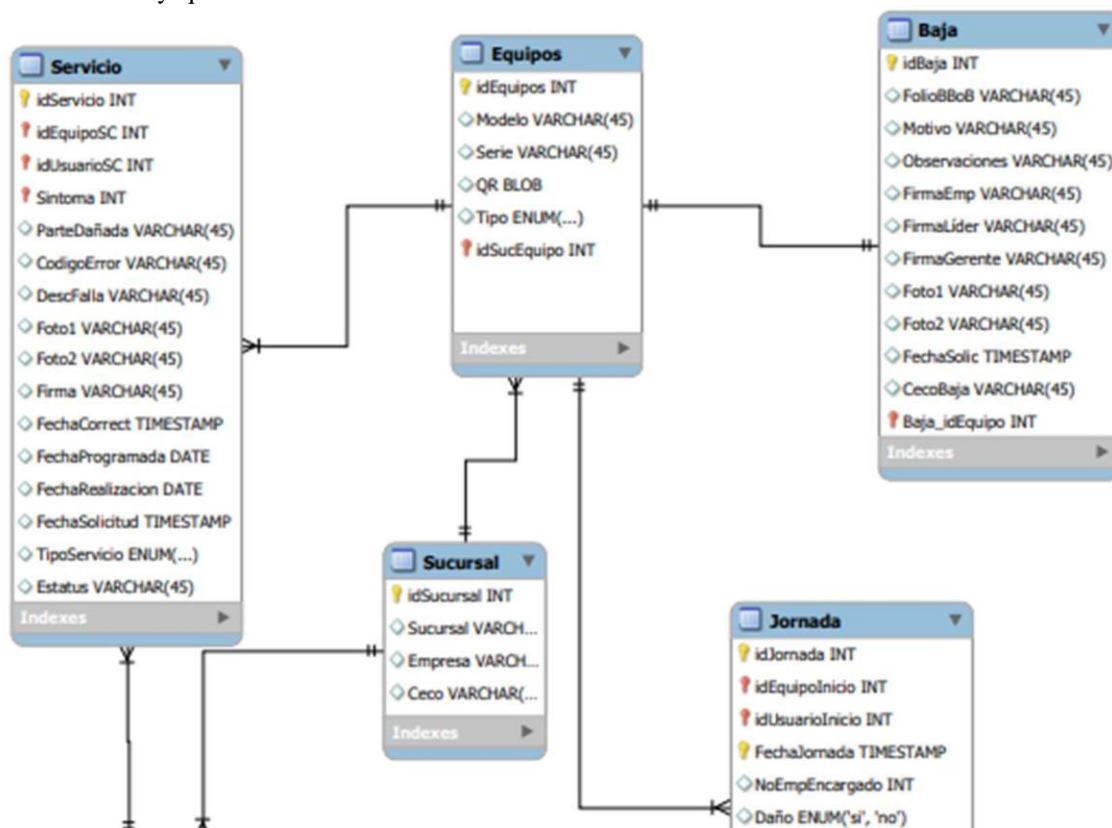 Servicio
idServicio INT
idEquipoSC INT
idUsuarioSC INT
Sintoma INT
ParteDañada VARCHAR(45)
CodigoError VARCHAR(45)
DescFalla VARCHAR(45)
Foto1 VARCHAR(45)
Foto2 VARCHAR(45)
Firma VARCHAR(45)
FechaCorrect TIMESTAMP
FechaProgramada DATE
FechaRealizacion DATE
FechaSolicitud TIMESTAMP
TipoServicio ENUM(...)
Estatus VARCHAR(45)
Indexes
Equipos
idEquipos INT
Modelo VARCHAR(45)
Serie VARCHAR(45)
QR BLOB
Tipo ENUM(...)
idSucEquipo INT
Indexes
Baja
idBaja INT
FolioBBoB VARCHAR(45)
Motivo VARCHAR(45)
Observaciones VARCHAR(45)
FirmaEmp VARCHAR(45)
FirmaLíder VARCHAR(45)
FirmaGerente VARCHAR(45)
Foto1 VARCHAR(45)
Foto2 VARCHAR(45)
FechaSolic TIMESTAMP
CecoBaja VARCHAR(45)
Baja_idEquipo INT
Indexes
Sucursal
idSucursal INT
Sucursal VARCH...
Empresa VARCH...
Ceco VARCHAR(...
Indexes
Jornada
idJornada INT
idEquipoInicio INT
idUsuarioInicio INT
FechaJornada TIMESTAMP
NoEmpEncargado INT
Daño ENUM('si', 'no')